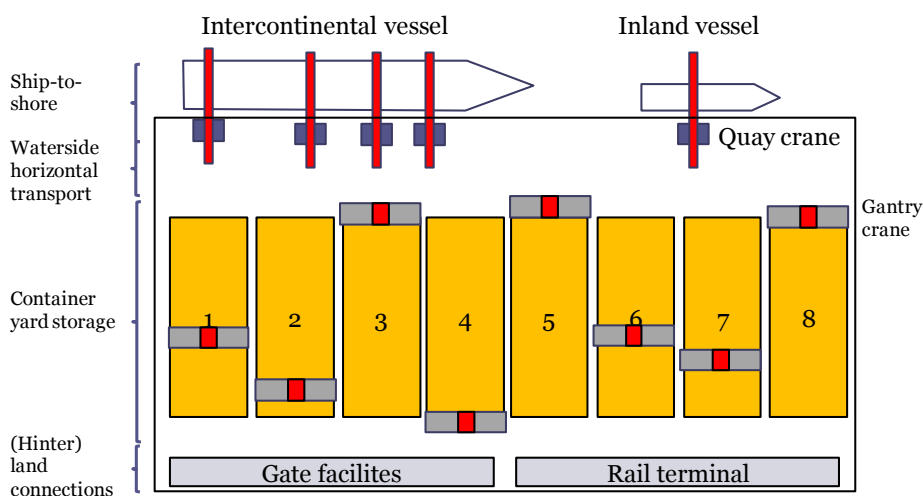 Intercontinental vessel
Inland vessel
Ship-to-
shore
Quay crane
Waterside
horizontal
transport
Gantry
crane
Container
yard storage
1
2
3
4
5
6
7
8
(Hinter)
land
connections
Gate facilites
Rail terminal